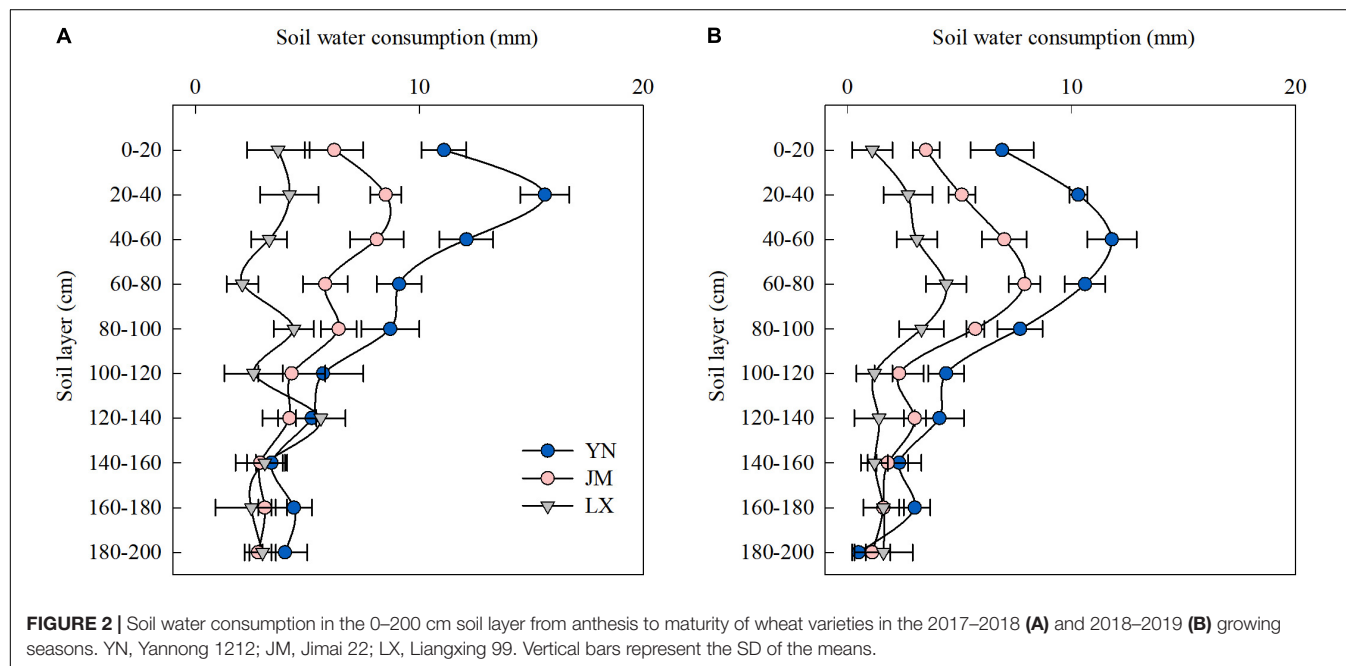 A
Soil water consumption (mm)
0 10 20
Soil layer (cm)
0-20
20-40
40-60
60-80
80-100
100-120
120-140
140-160
160-180
180-200
YN
JM
LX
B
Soil water consumption (mm)
0 10 20
Soil layer (cm)
0-20
20-40
40-60
60-80
80-100
100-120
120-140
140-160
160-180
180-200
FIGURE 2 | Soil water consumption in the 0–200 cm soil layer from anthesis to maturity of wheat varieties in the 2017–2018 (A) and 2018–2019 (B) growing
seasons. YN, Yannong 1212; JM, Jimai 22; LX, Liangxing 99. Vertical bars represent the SD of the means.